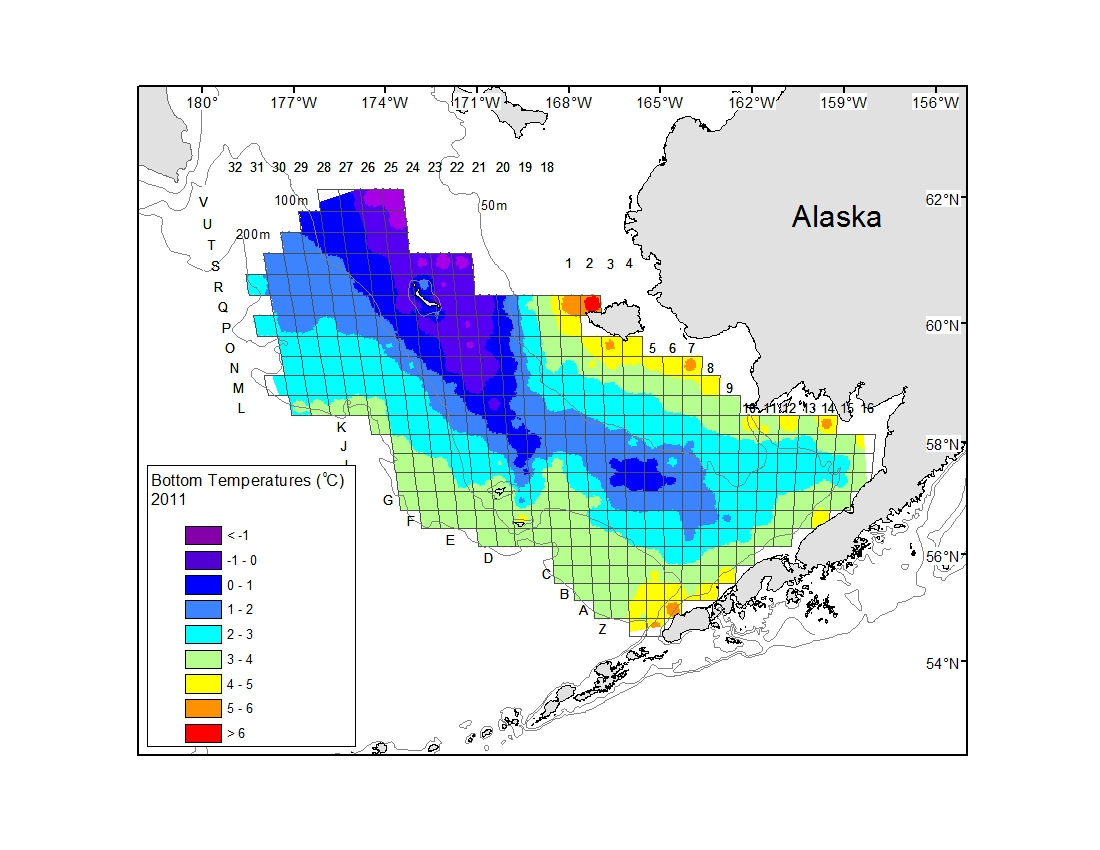 180° 177°W 174°W 171°W 168°W 165°W 162°W 159°W 156°W
32 31 30 29 28 27 26 25 24 23 22 21 20 19 18
V 100m 50m 62°N
Alaska
U
200m
T
S 1 2 3 4
R
Q
P 60°N
O 5 6 7
N 8
M 9
L 10 11 12 13 14 15 16
K
J 58°N
Bottom Temperatures (°C)
2011
G
F
E
D 56°N
C
B
A
Z
54°N
< -1
-1 - 0
0 - 1
1 - 2
2 - 3
3 - 4
4 - 5
5 - 6
> 6